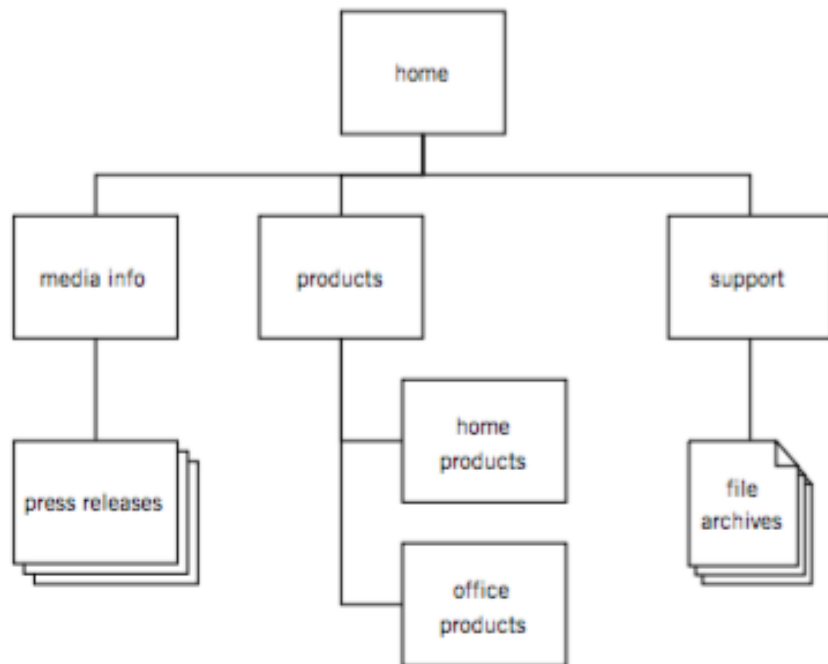 home
media info
products
support
home
products
press releases
file
archives
office
products